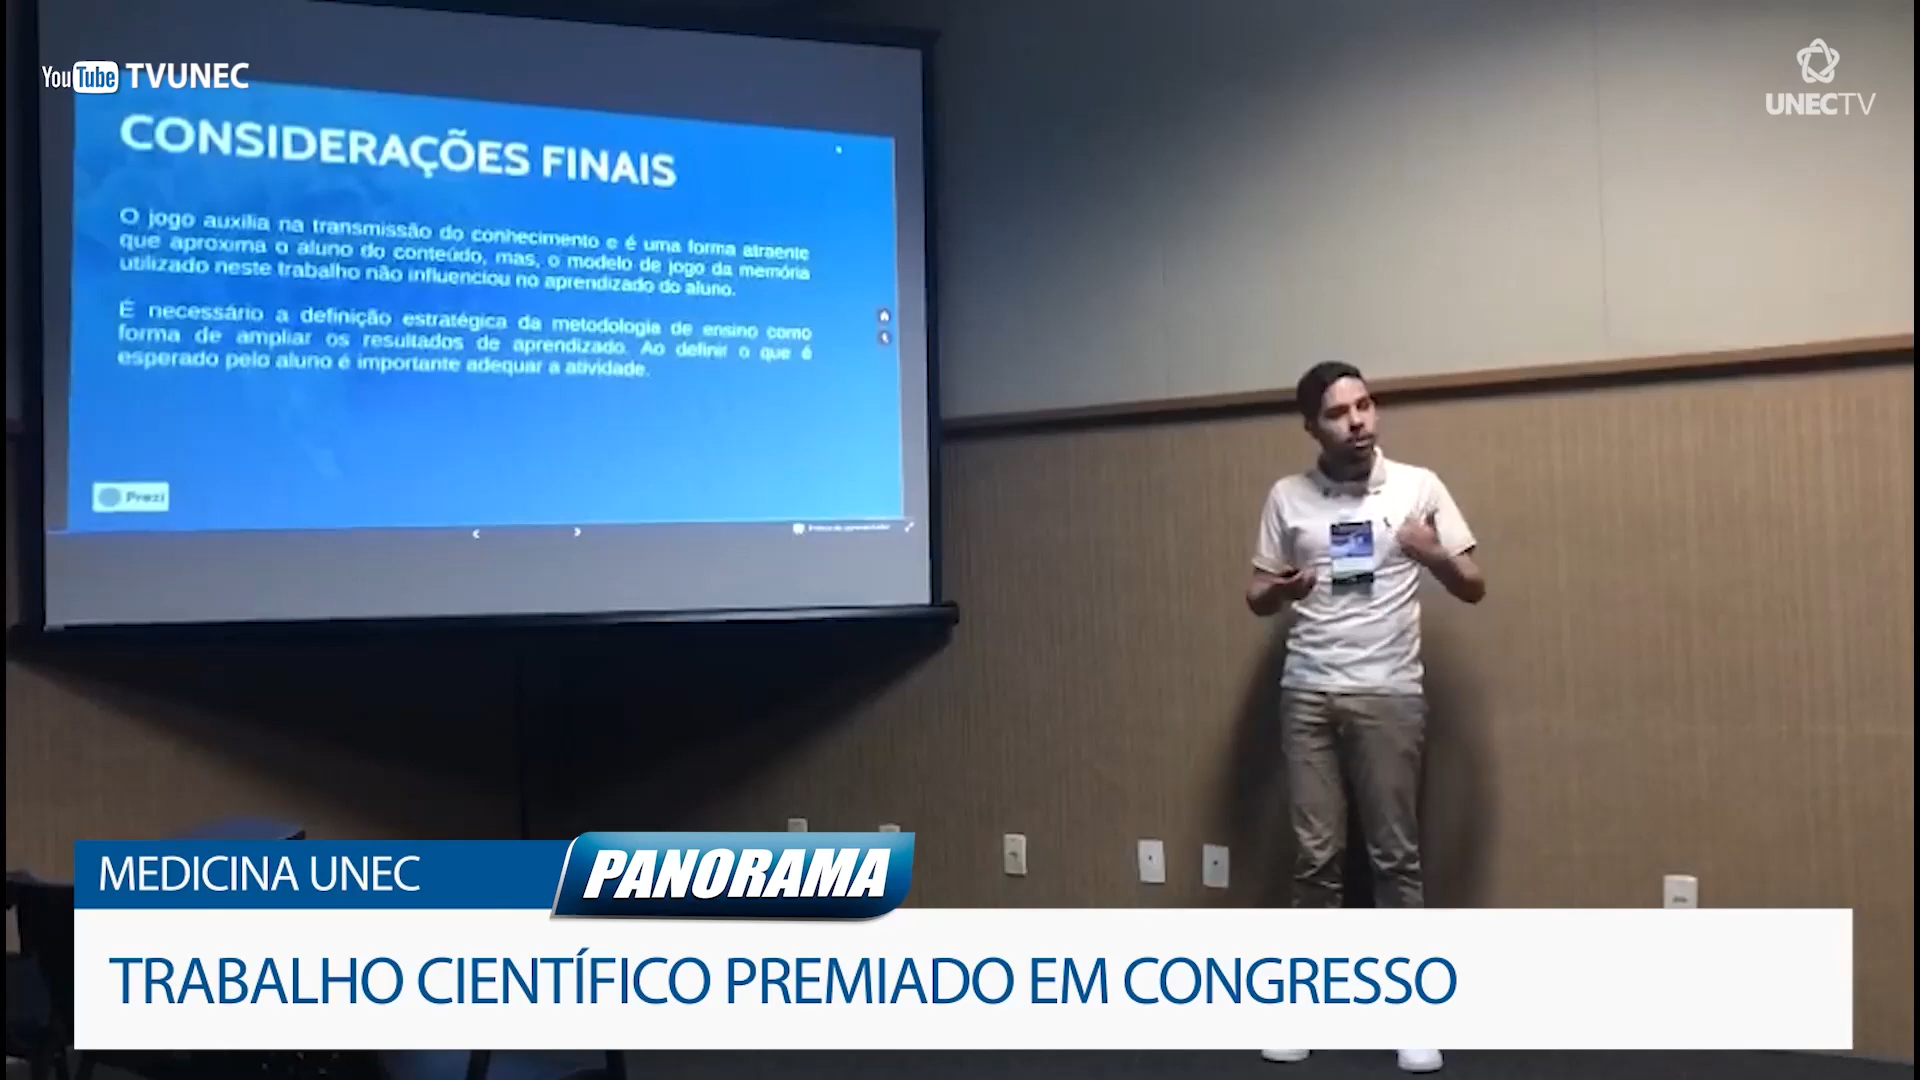 YouTube TVUNEC
UNECTV
CONSIDERAÇÕES FINAIS
O jogo auxilia na transmissão do conhecimento e é uma forma atraente
que aproxima o aluno do conteúdo, mas, o modelo de jogo da memória
utilizado neste trabalho não influenciou no aprendizado do aluno.
É necessário a definição estratégica da metodologia de ensino como
forma de ampliar os resultados de aprendizado. Ao definir o que é
esperado pelo aluno é importante adequar a atividade.
Prezi
MEDICINA UNEC
PANORAMA
TRABALHO CIENTÍFICO PREMIADO EM CONGRESSO